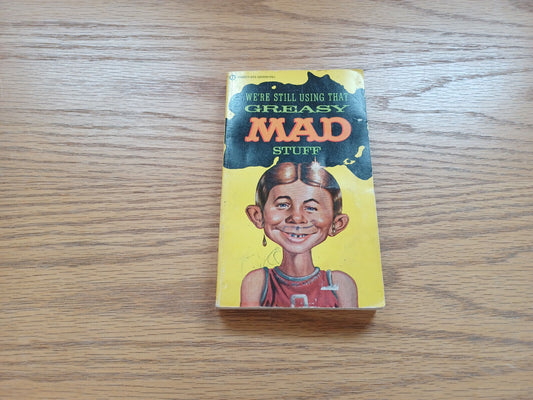 WE'RE STILL USING THAT
GREASY
MAD
STUFF